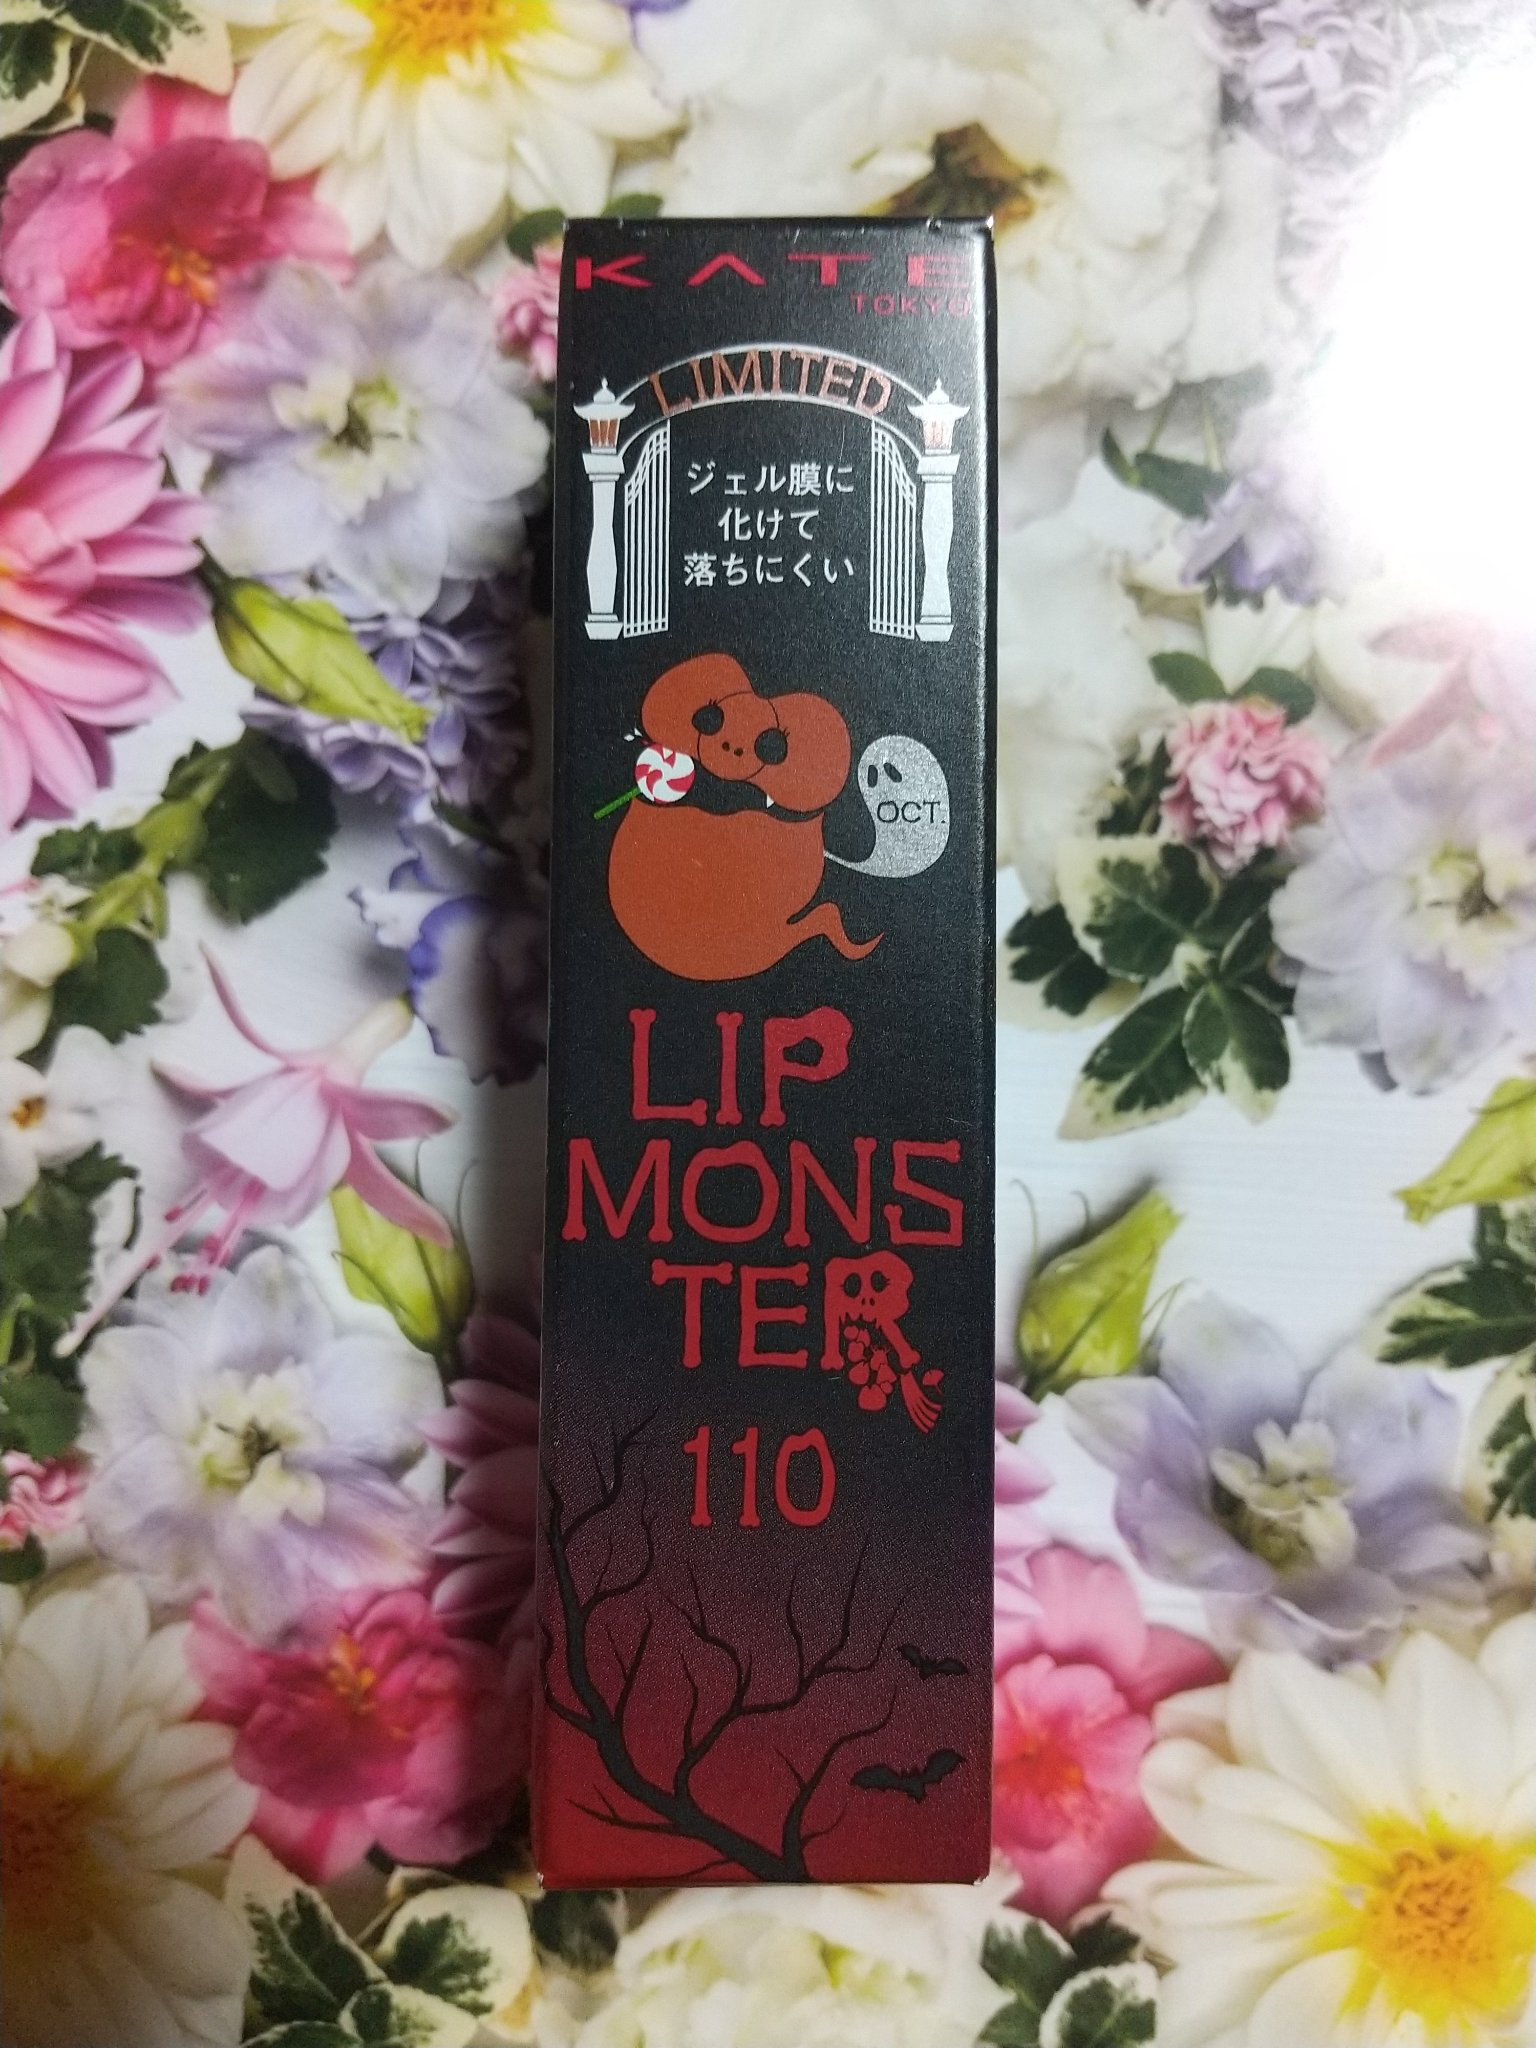 KATE
TOKYO
LIMITED
ジェル膜に
化けて
落ちにくい
OCT.
LIP
MONS
TER
110